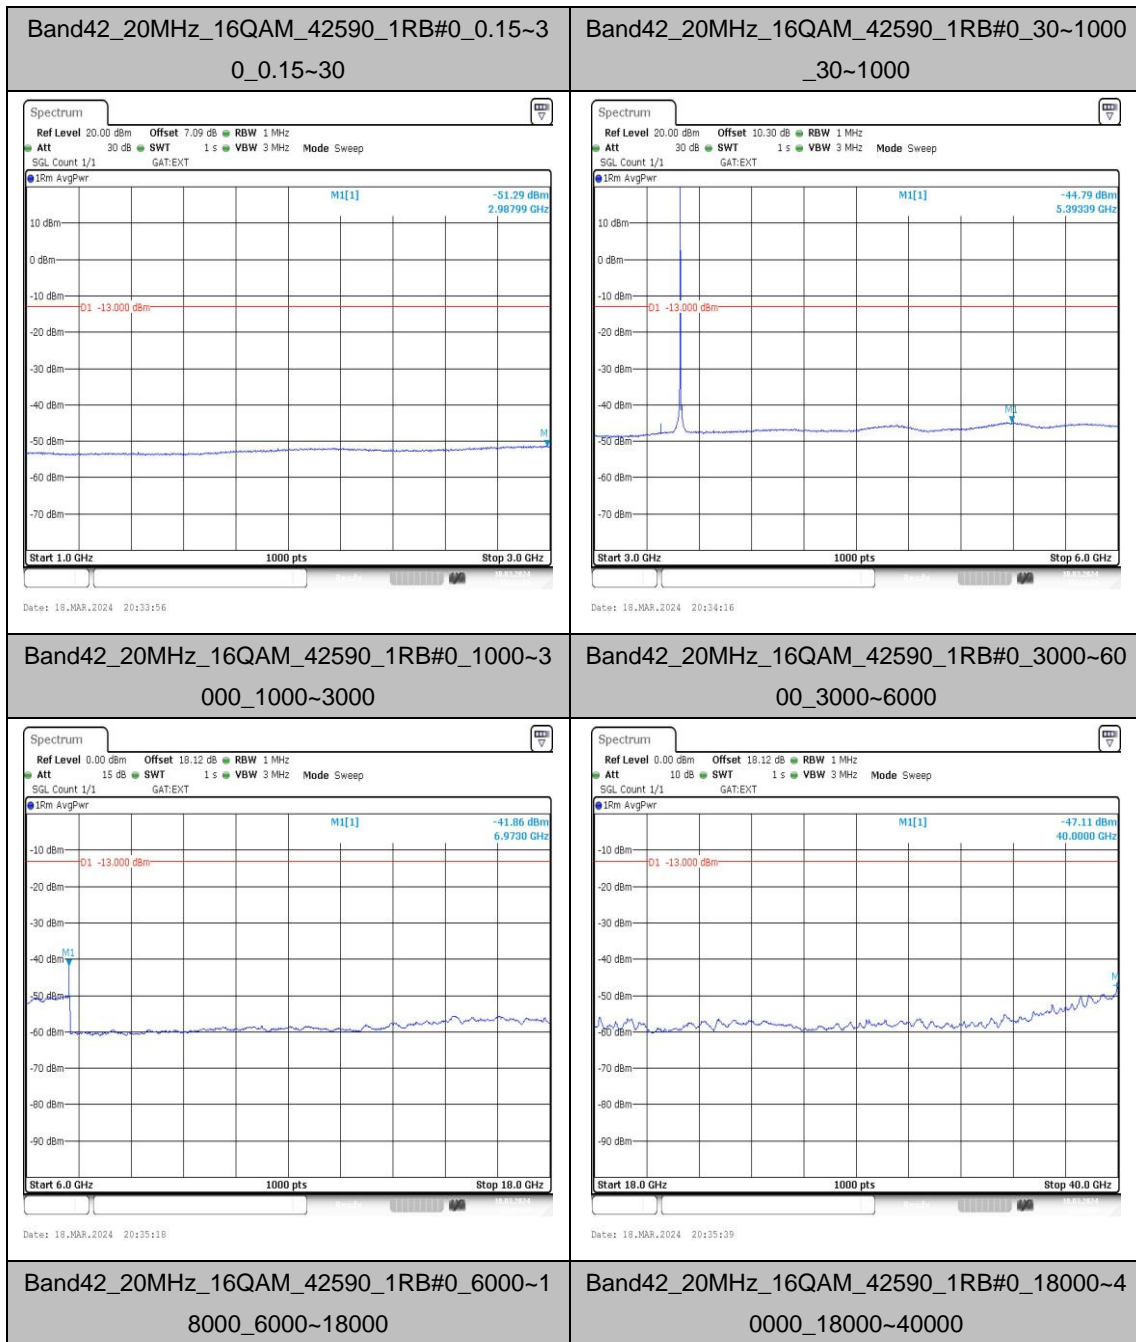 Band42_20MHz_16QAM_42590_1RB#0_0.15~3
0_0.15~30
Band42_20MHz_16QAM_42590_1RB#0_30~1000
_30~1000
Spectrum
Ref Level 20.00 dBm Offset 7.09 dB RBW 1 MHz
Att 30 dB SWT 1 s VBW 3 MHz Mode Sweep
SGL Count 1/1 GAT:EXT
1Rm AvgPwr
M1[1] -51.29 dBm
2.98799 GHz
10 dBm
0 dBm
-10 dBm
D1 -13.000 dBm
-20 dBm
-30 dBm
-40 dBm
M
-50 dBm
-60 dBm
-70 dBm
Start 1.0 GHz 1000 pts Stop 3.0 GHz
Date: 18.MAR.2024 20:33:56
Spectrum
Ref Level 20.00 dBm Offset 10.30 dB RBW 1 MHz
Att 30 dB SWT 1 s VBW 3 MHz Mode Sweep
SGL Count 1/1 GAT:EXT
1Rm AvgPwr
M1[1] -44.79 dBm
5.39339 GHz
10 dBm
0 dBm
-10 dBm
D1 -13.000 dBm
-20 dBm
-30 dBm
-40 dBm
M1
-50 dBm
-60 dBm
-70 dBm
Start 3.0 GHz 1000 pts Stop 6.0 GHz
Date: 18.MAR.2024 20:34:16
Band42_20MHz_16QAM_42590_1RB#0_1000~3
000_1000~3000
Band42_20MHz_16QAM_42590_1RB#0_3000~60
00_3000~6000
Spectrum
Ref Level 0.00 dBm Offset 18.12 dB RBW 1 MHz
Att 15 dB SWT 1 s VBW 3 MHz Mode Sweep
SGL Count 1/1 GAT:EXT
1Rm AvgPwr
M1[1] -41.86 dBm
6.9730 GHz
-10 dBm
D1 -13.000 dBm
-20 dBm
-30 dBm
-40 dBm
M1
-50 dBm
-60 dBm
-70 dBm
-80 dBm
-90 dBm
Start 6.0 GHz 1000 pts Stop 18.0 GHz
Date: 18.MAR.2024 20:35:18
Spectrum
Ref Level 0.00 dBm Offset 18.12 dB RBW 1 MHz
Att 10 dB SWT 1 s VBW 3 MHz Mode Sweep
SGL Count 1/1 GAT:EXT
1Rm AvgPwr
M1[1] -47.11 dBm
40.0000 GHz
-10 dBm
D1 -13.000 dBm
-20 dBm
-30 dBm
-40 dBm
M
-50 dBm
-60 dBm
-70 dBm
-80 dBm
-90 dBm
Start 18.0 GHz 1000 pts Stop 40.0 GHz
Date: 18.MAR.2024 20:35:39
Band42_20MHz_16QAM_42590_1RB#0_6000~1
8000_6000~18000
Band42_20MHz_16QAM_42590_1RB#0_18000~4
0000_18000~40000